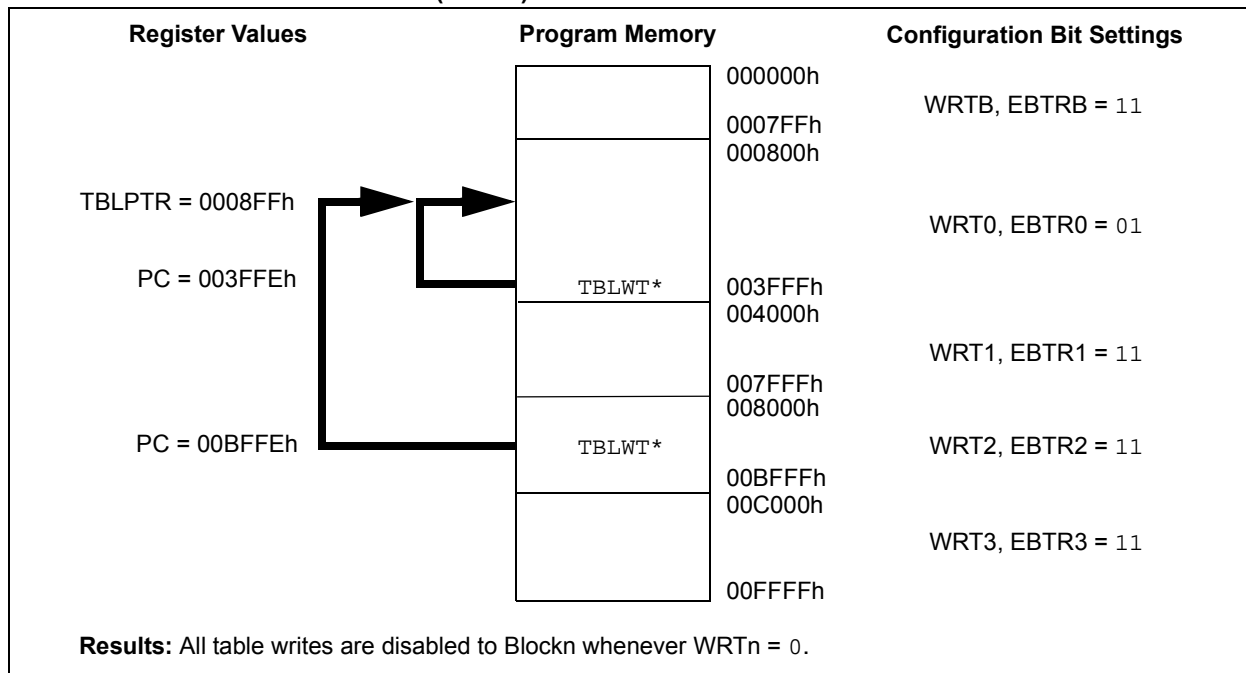 Register Values Program Memory Configuration Bit Settings
000000h
WRTB, EBTRB = 11
0007FFh
000800h
TBLPTR = 0008FFh
WRT0, EBTR0 = 01
PC = 003FFEh TBLWT* 003FFFh
004000h
WRT1, EBTR1 = 11
007FFFh
008000h
PC = 00BFFEh TBLWT* WRT2, EBTR2 = 11
00BFFFh
00C000h
WRT3, EBTR3 = 11
00FFFFh
Results: All table writes are disabled to Blockn whenever WRTn = 0.